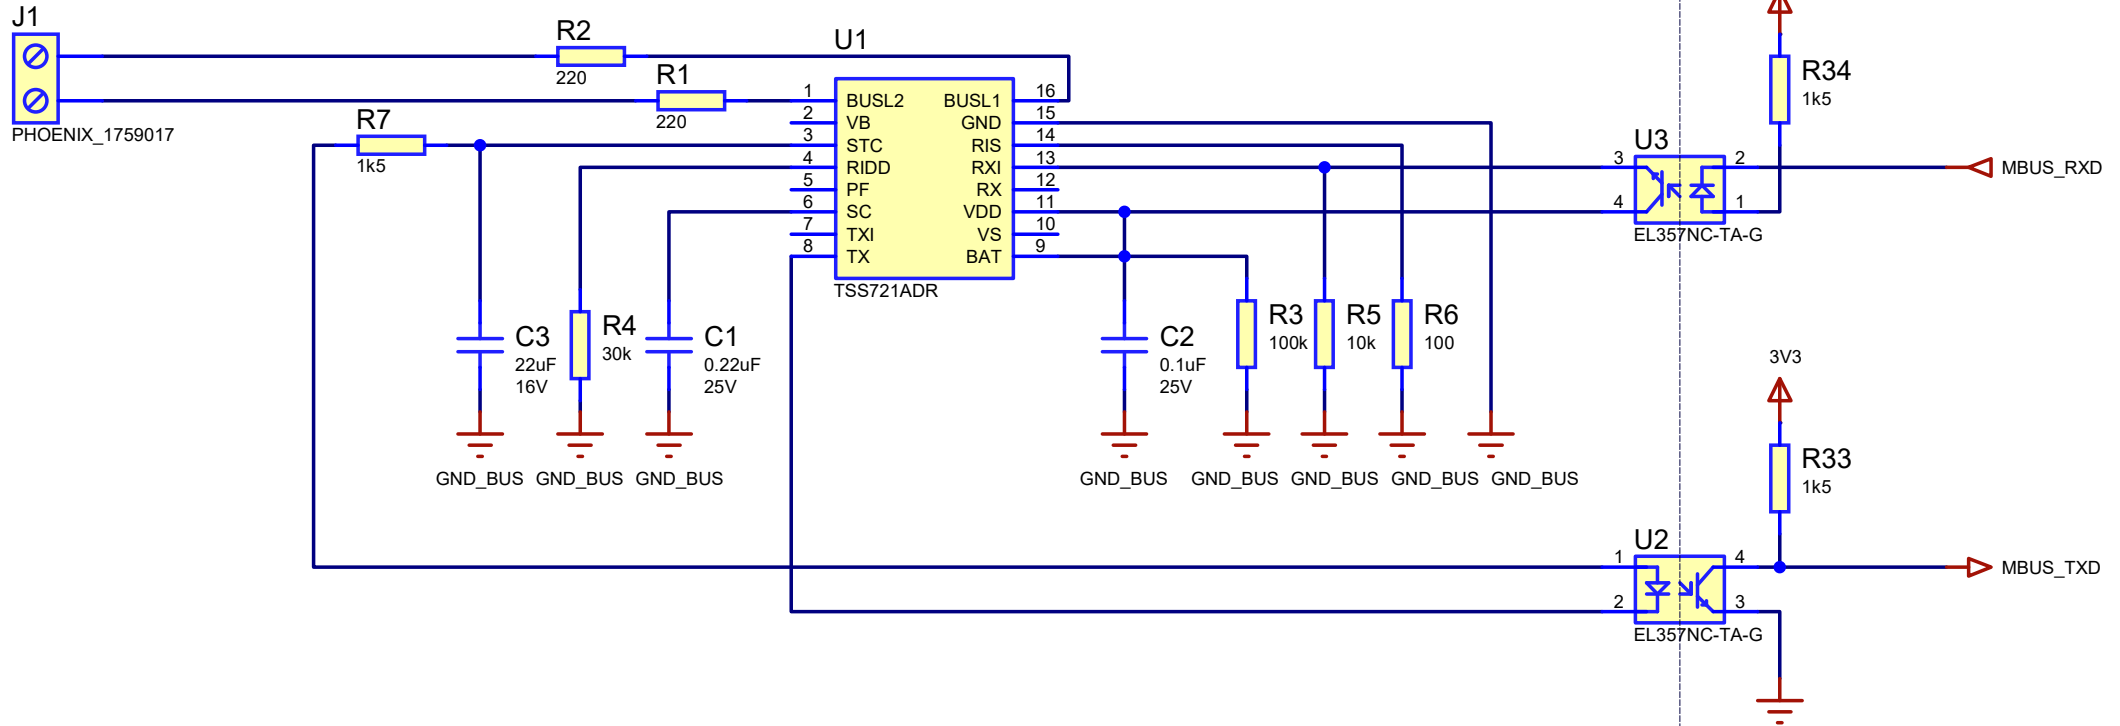 J1
PHOENIX_1759017
R2
220
R1
220
R7
1k5
U1
1 BUSL2 BUSL1 16
2 VB GND 15
3 STC RIS 14
4 RIDD RXI 13
5 PF RX 12
6 SC VDD 11
7 TXI VS 10
8 TX BAT 9
TSS721ADR
R34
1k5
U3
3 2
4 1
EL357NC-TA-G
MBUS_RXD
C3
22uF
16V
R4
30k
C1
0.22uF
25V
C2
0.1uF
25V
R3
100k
R5
10k
R6
100
GND_BUS GND_BUS GND_BUS GND_BUS GND_BUS GND_BUS GND_BUS GND_BUS
3V3
R33
1k5
U2
1 4
2 3
EL357NC-TA-G
MBUS_TXD